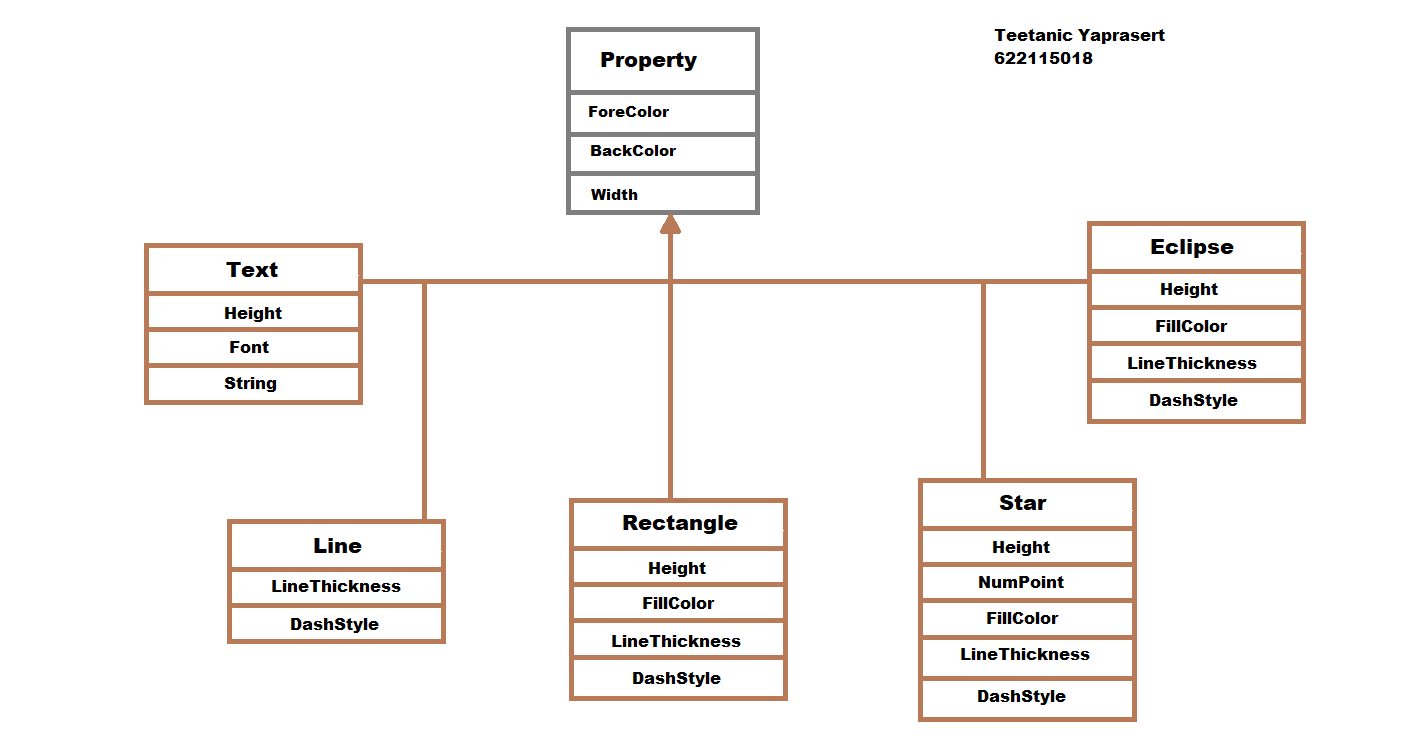 Teetanic Yaprasert
622115018
Property
ForeColor
BackColor
Width
Text
Height
Font
String
Eclipse
Height
FillColor
LineThickness
DashStyle
Line
LineThickness
DashStyle
Rectangle
Height
FillColor
LineThickness
DashStyle
Star
Height
NumPoint
FillColor
LineThickness
DashStyle